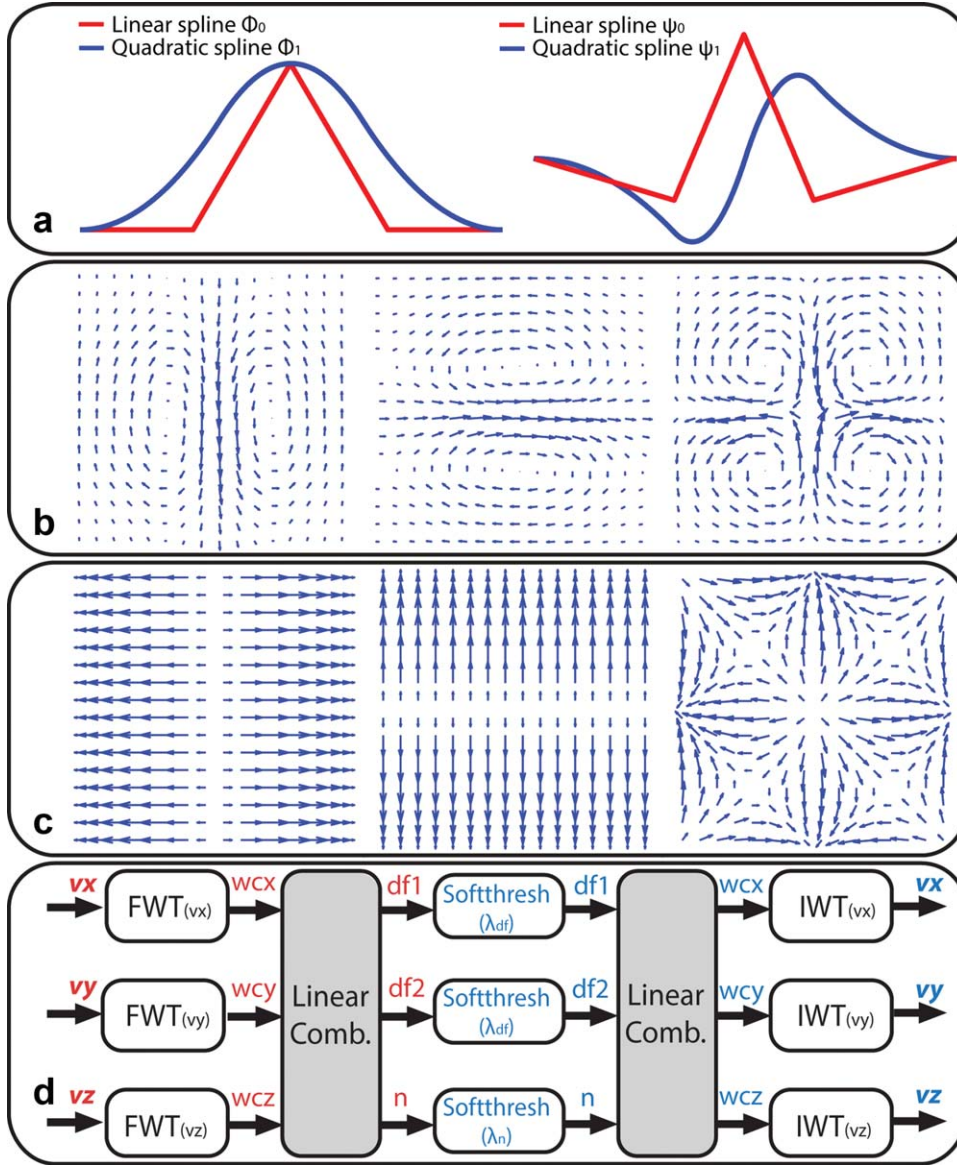 Linear spline Φ₀
Quadratic spline Φ₁
Linear spline ψ₀
Quadratic spline ψ₁
a
b
c
vx
FWT(vx)
wcx
df1
Softthresh
(λdf)
df1
wcx
IWT(vx)
vx
vy
FWT(vy)
wcy
Linear
Comb.
df2
Softthresh
(λdf)
df2
Linear
Comb.
wcy
IWT(vy)
vy
d
vz
FWT(vz)
wcz
n
Softthresh
(λn)
n
wcz
IWT(vz)
vz